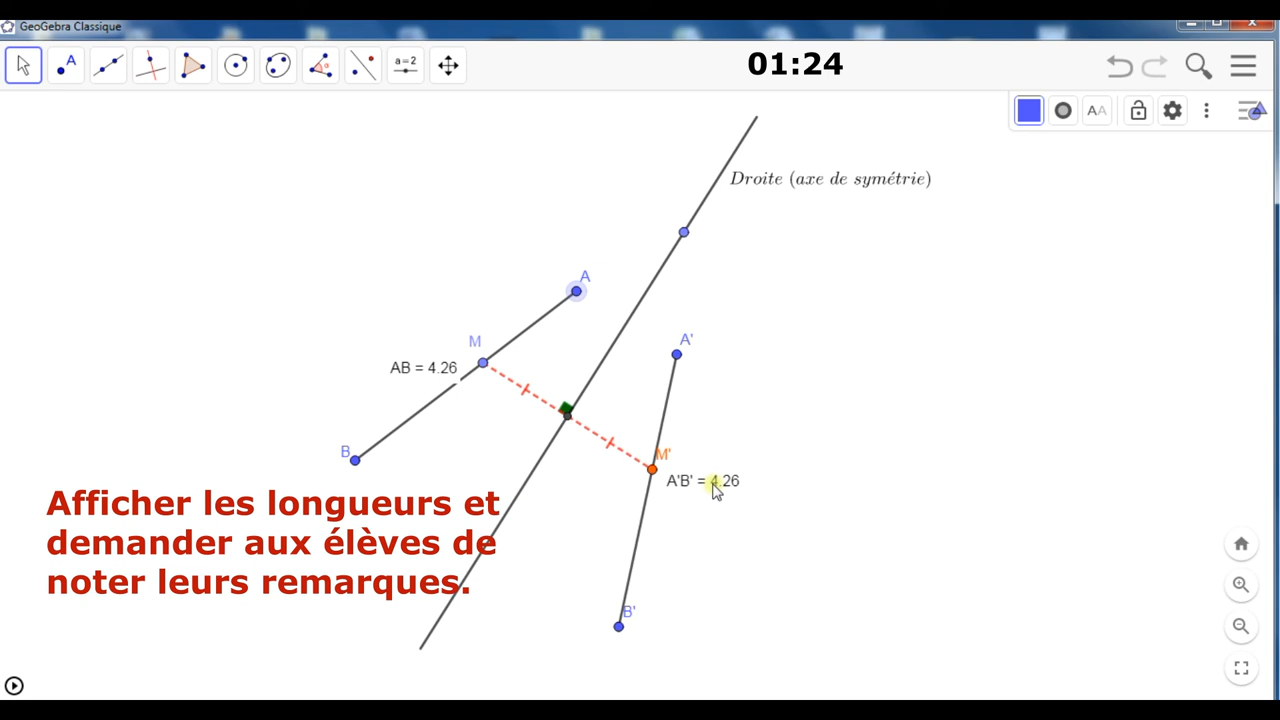 GeoGebra Classique
A
a=2
01:24
AA
Droite (axe de symétrie)
A
M
A'
AB = 4.26
B
M'
A'B' = 4.26
Afficher les longueurs et
demander aux élèves de
noter leurs remarques.
B'